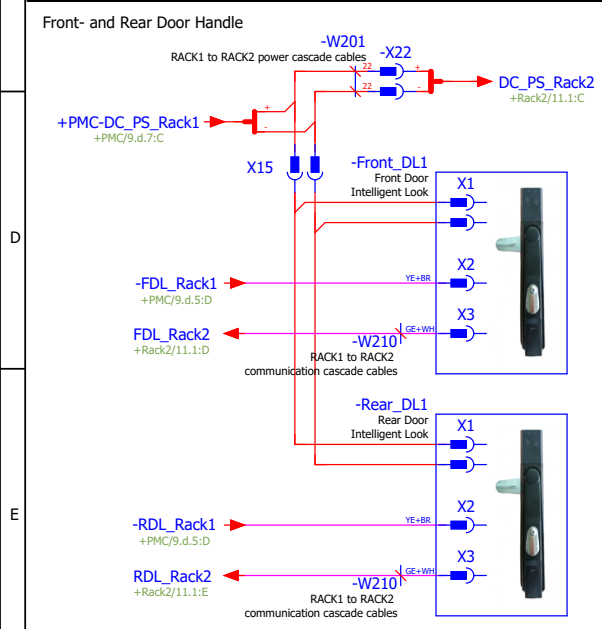 Front- and Rear Door Handle
-W201
RACK1 to RACK2 power cascade cables
-X22
22
+
22
-
DC_PS_Rack2
+Rack2/11.1:C
+PMC-DC_PS_Rack1
+PMC/9.d.7:C
+
-
X15
-Front_DL1
Front Door
Intelligent Look
X1
D
X2
-FDL_Rack1
+PMC/9.d.5:D
YE+BR
X3
FDL_Rack2
+Rack2/11.1:D
GE+WH
-W210
RACK1 to RACK2
communication cascade cables
-Rear_DL1
Rear Door
Intelligent Look
X1
E
X2
-RDL_Rack1
+PMC/9.d.5:D
YE+BR
X3
RDL_Rack2
+Rack2/11.1:E
GE+WH
-W210
RACK1 to RACK2
communication cascade cables